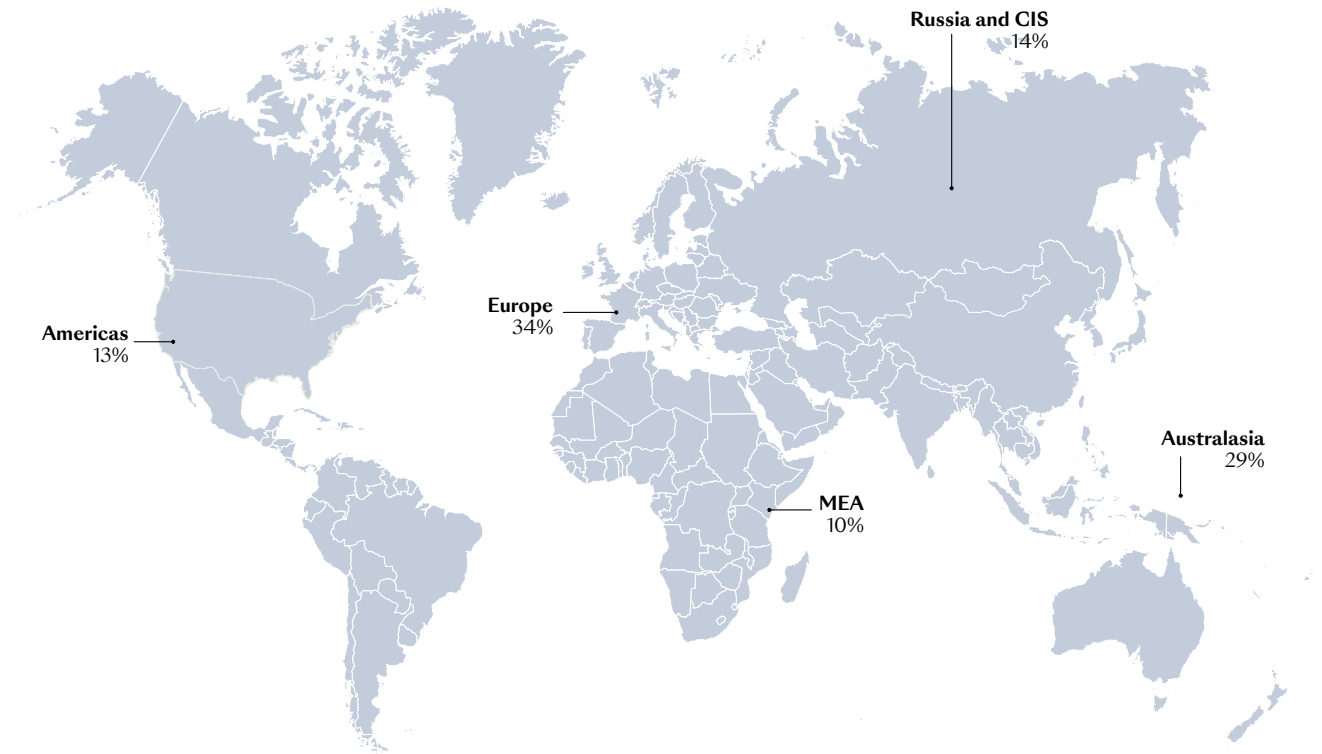 Russia and CIS
14%
Europe
34%
Americas
13%
Australasia
29%
MEA
10%